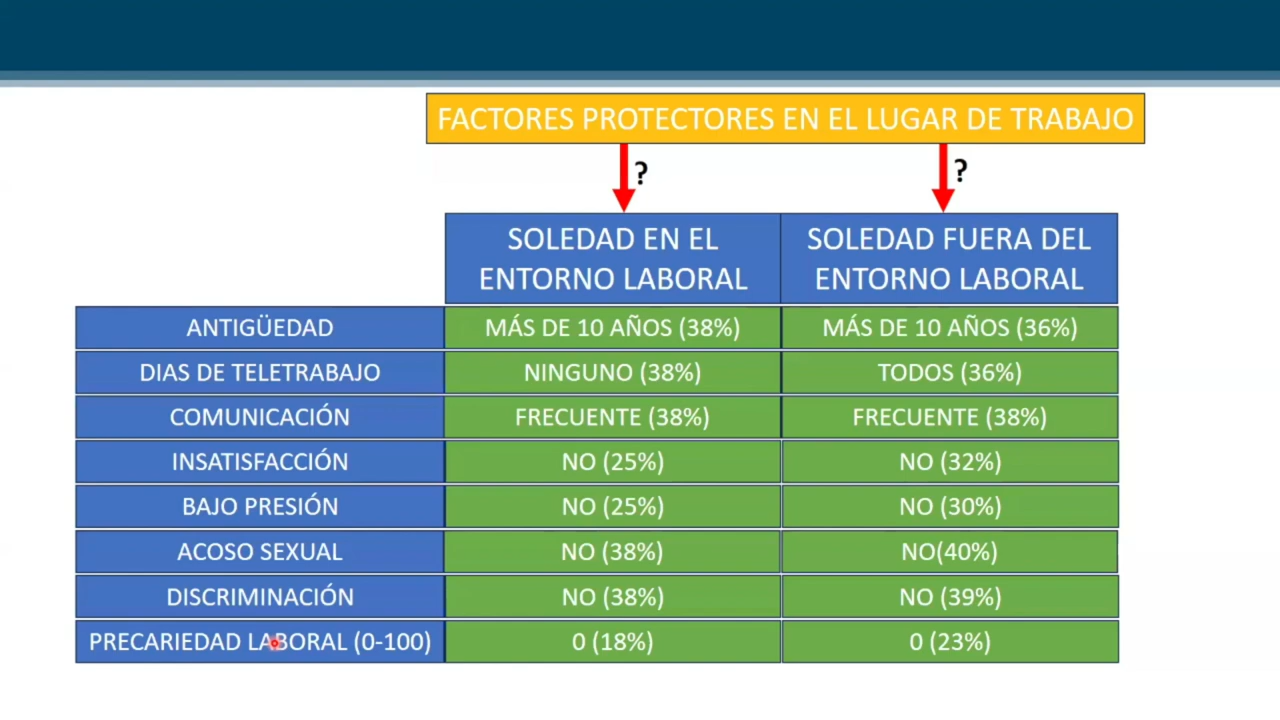 FACTORES PROTECTORES EN EL LUGAR DE TRABAJO
? ?
SOLEDAD EN EL
ENTORNO LABORAL
SOLEDAD FUERA DEL
ENTORNO LABORAL
ANTIGÜEDAD MÁS DE 10 AÑOS (38%) MÁS DE 10 AÑOS (36%)
DIAS DE TELETRABAJO NINGUNO (38%) TODOS (36%)
COMUNICACIÓN FRECUENTE (38%) FRECUENTE (38%)
INSATISFACCIÓN NO (25%) NO (32%)
BAJO PRESIÓN NO (25%) NO (30%)
ACOSO SEXUAL NO (38%) NO(40%)
DISCRIMINACIÓN NO (38%) NO (39%)
PRECARIEDAD LABORAL (0-100) 0 (18%) 0 (23%)